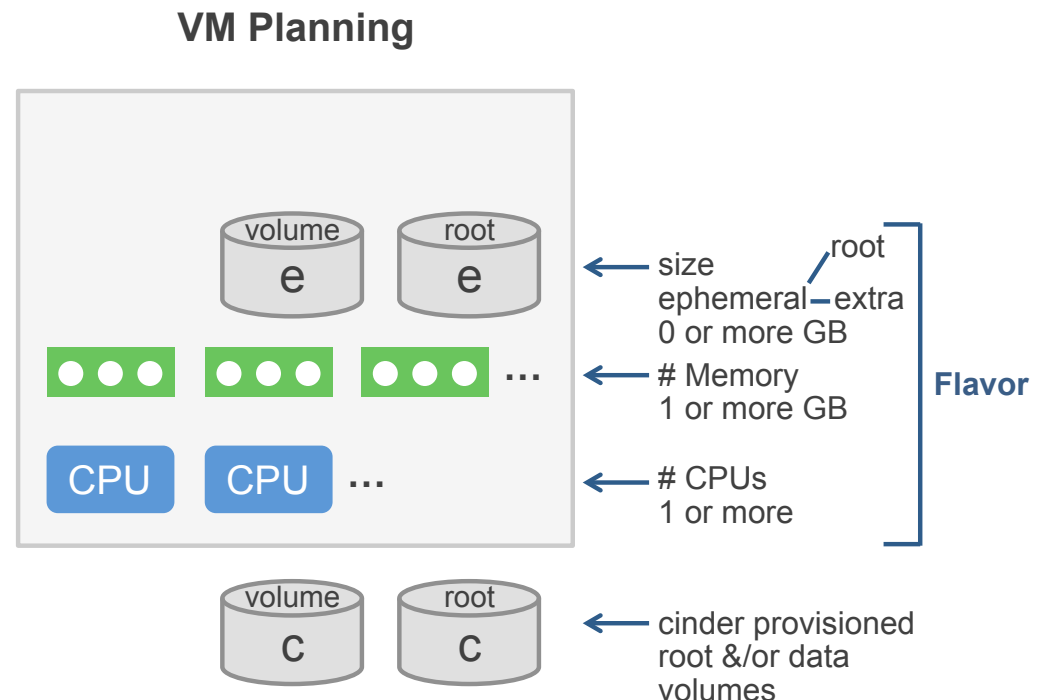 VM Planning
volume
e
root
e
size
ephemeral
root
extra
0 or more GB
...
# Memory
1 or more GB
Flavor
CPU
CPU
...
# CPUs
1 or more
volume
c
root
c
cinder provisioned
root &/or data
volumes